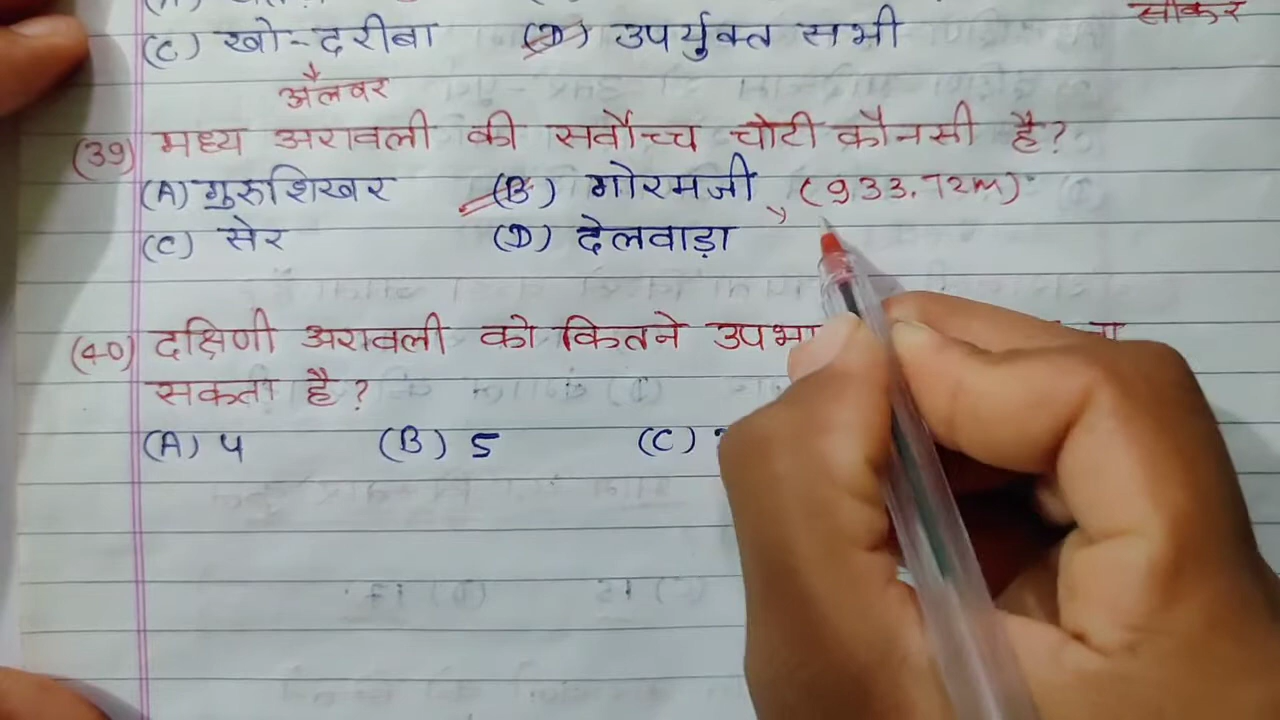 सीकर
(C) खो-दरीबा (D) उपर्युक्त सभी
अलवर
(39) मध्य अरावली की सर्वोच्च चोटी कौनसी है?
(A) गुरुशिखर (B) गोरमजी (933.72m)
(C) सेर (D) देलवाड़ा
(40) दक्षिणी अरावली को कितने
सकता है?
(A) 4 (B) 5 (C)